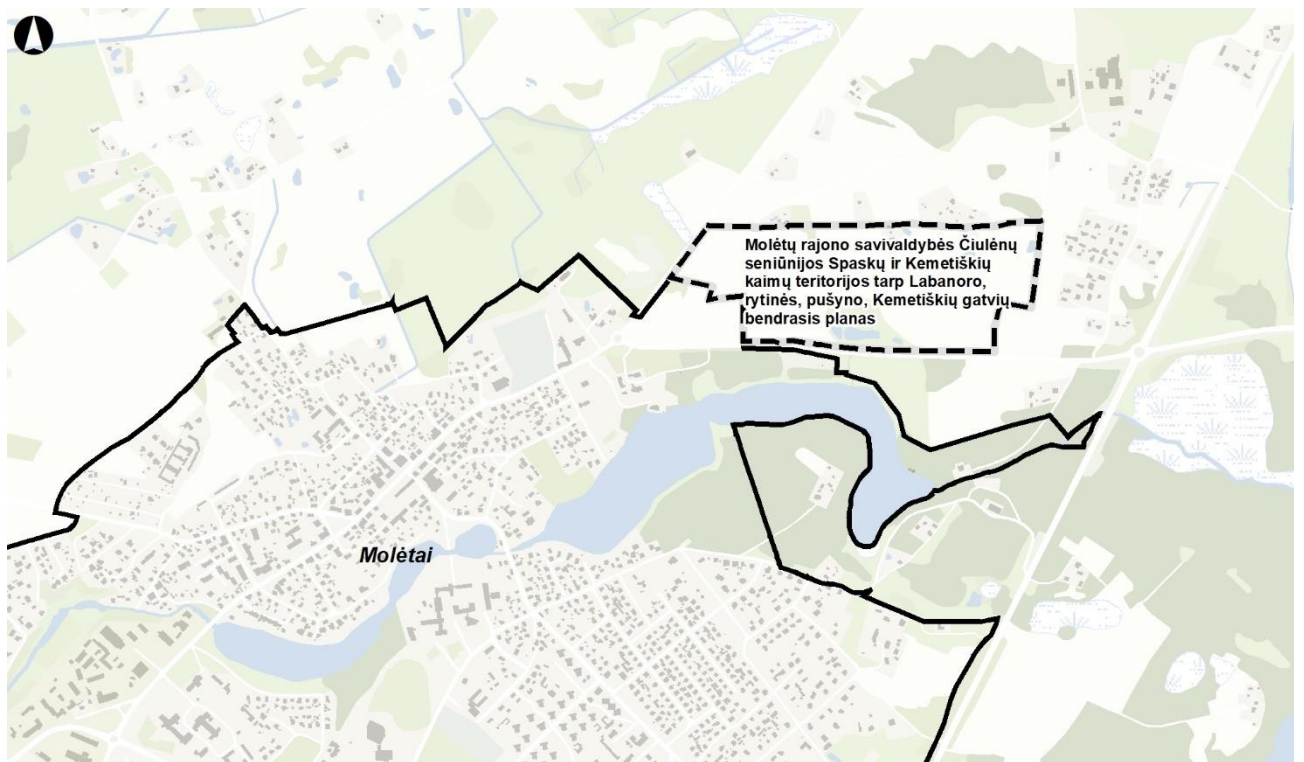 Molėtų rajono savivaldybės Čiulėnų
seniūnijos Spaskų ir Kemetiškių
kaimų teritorijos tarp Labanoro,
rytinės, pušyno, Kemetiškių gatvių
bendrasis planas
Molėtai